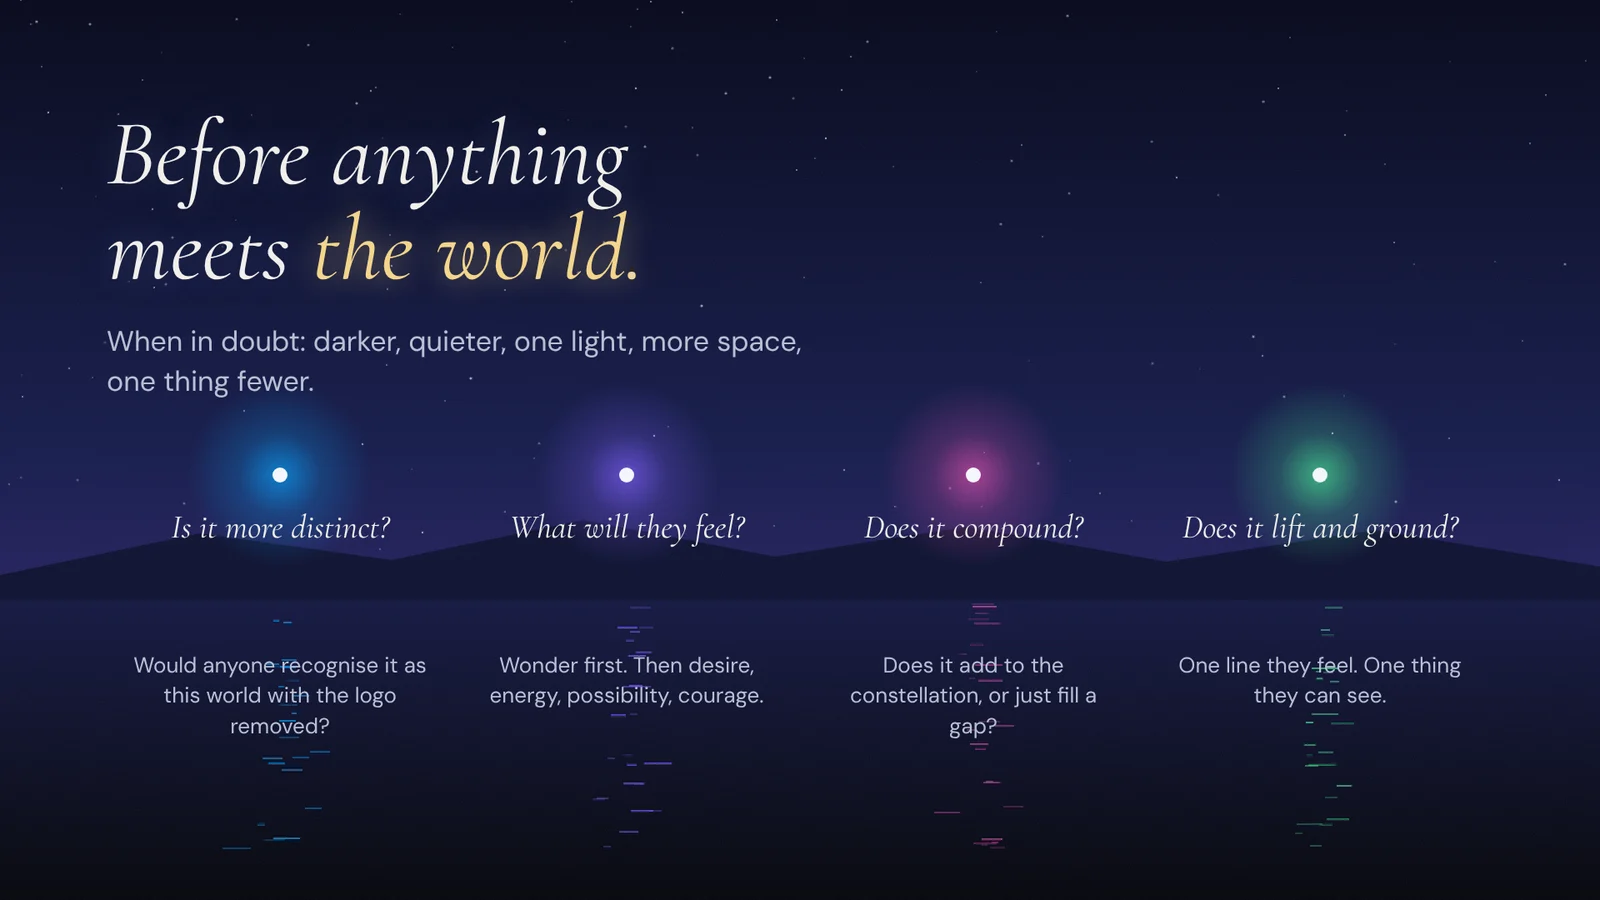 Before anything
meets the world.
When in doubt: darker, quieter, one light, more space,
one thing fewer.
Is it more distinct?
Would anyone recognise it as
this world with the logo
removed?
What will they feel?
Wonder first. Then desire,
energy, possibility, courage.
Does it compound?
Does it add to the
constellation, or just fill a
gap?
Does it lift and ground?
One line they feel. One thing
they can see.